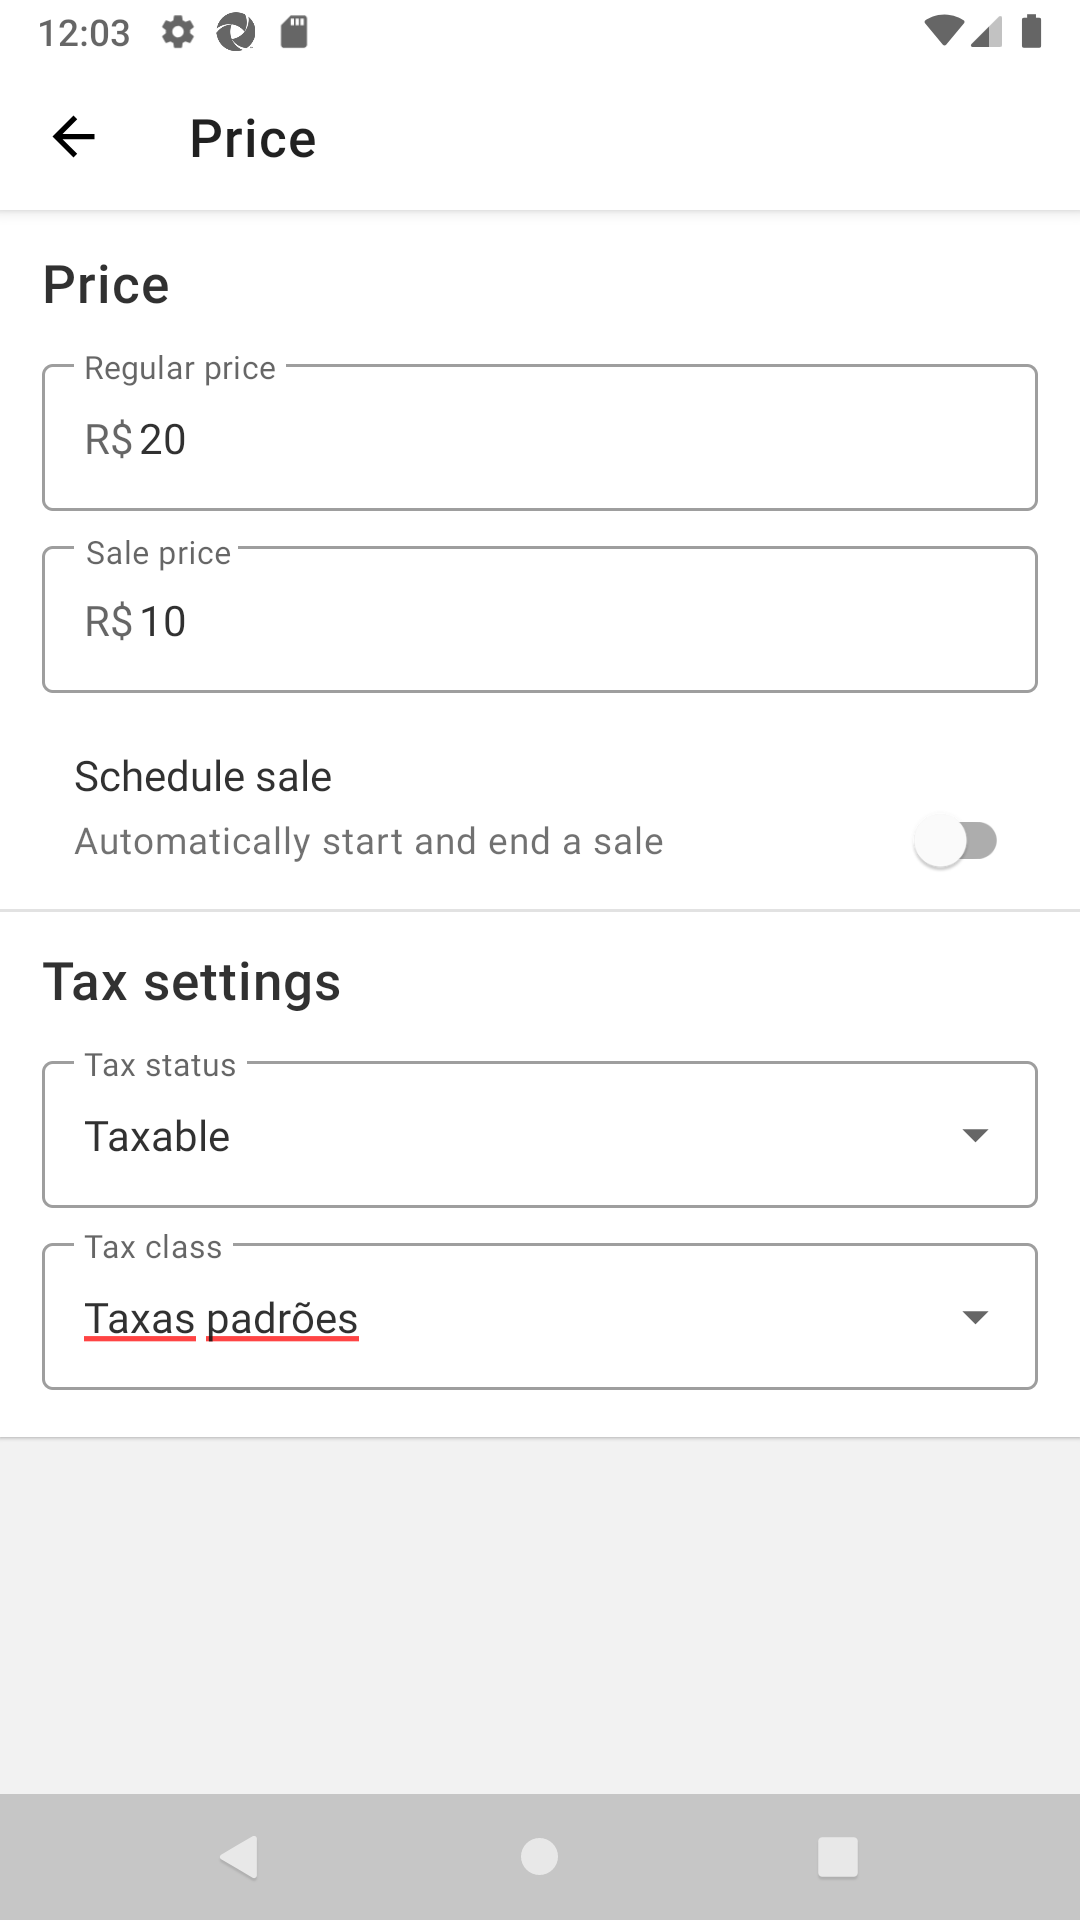 12:03
Price
Price
Regular price
R$ 20
Sale price
R$ 10
Schedule sale
Automatically start and end a sale
Tax settings
Tax status
Taxable
Tax class
Taxas padrões